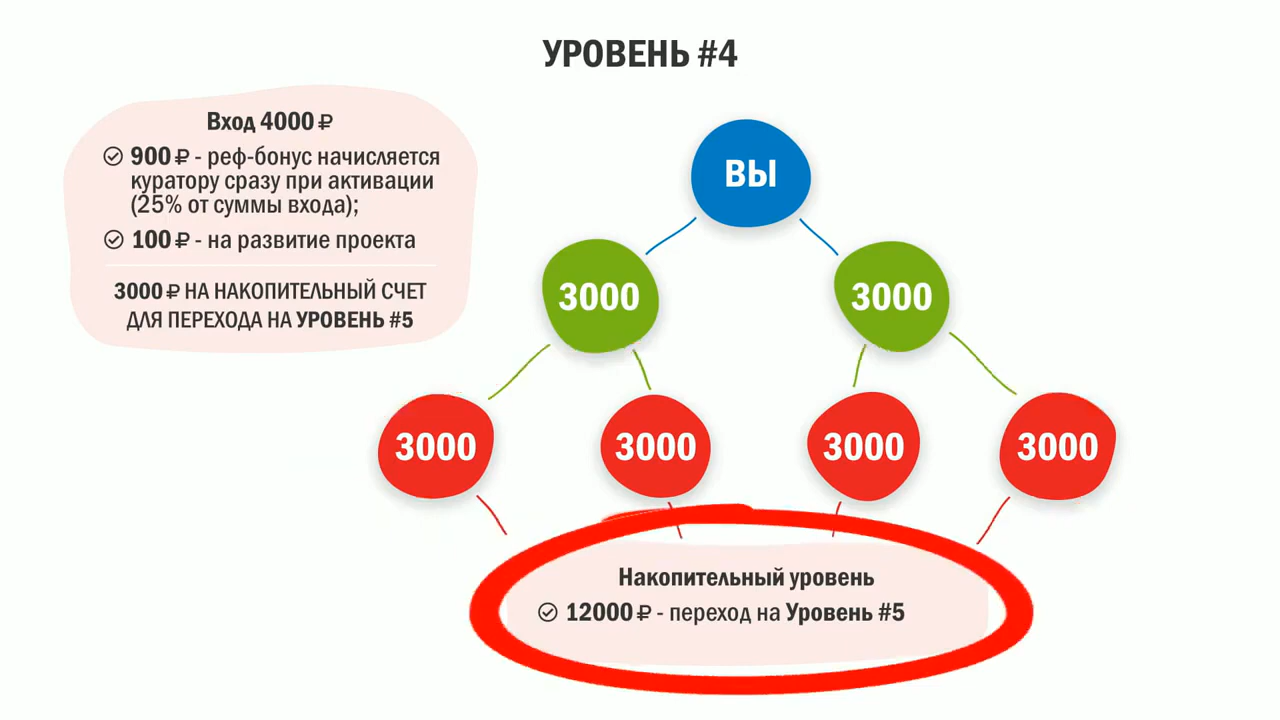 УРОВЕНЬ #4
Вход 4000 ₽
900 ₽ - реф-бонус начисляется
куратору сразу при активации
(25% от суммы входа);
100 ₽ - на развитие проекта
3000 ₽ НА НАКОПИТЕЛЬНЫЙ СЧЕТ
ДЛЯ ПЕРЕХОДА НА УРОВЕНЬ #5
ВЫ
3000 3000
3000 3000 3000 3000
Накопительный уровень
12000 ₽ - переход на Уровень #5